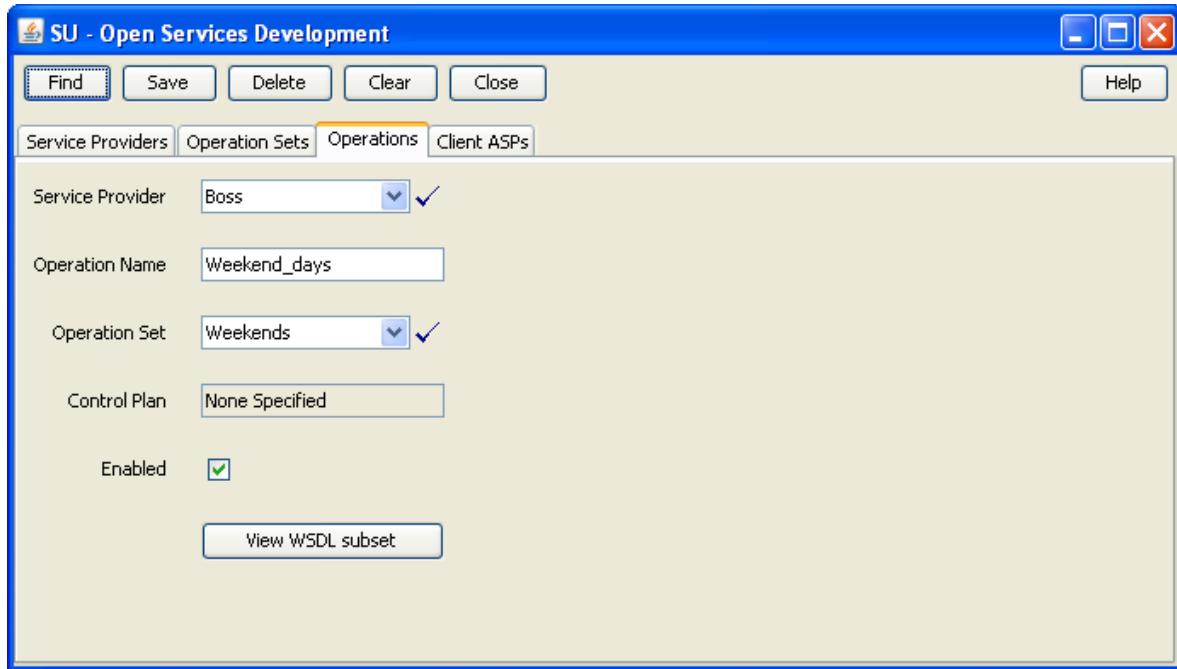 SU - Open Services Development
Find Save Delete Clear Close Help
Service Providers Operation Sets Operations Client ASPs
Service Provider Boss
Operation Name Weekend_days
Operation Set Weekends
Control Plan None Specified
Enabled
View WSDL subset